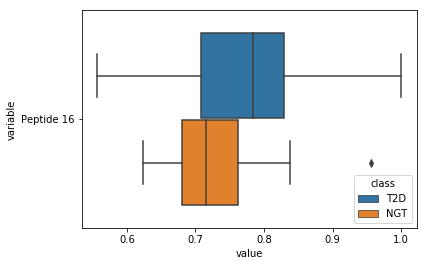 variable
Peptide 16
0.6 0.7 0.8 0.9 1.0
value
class
T2D
NGT